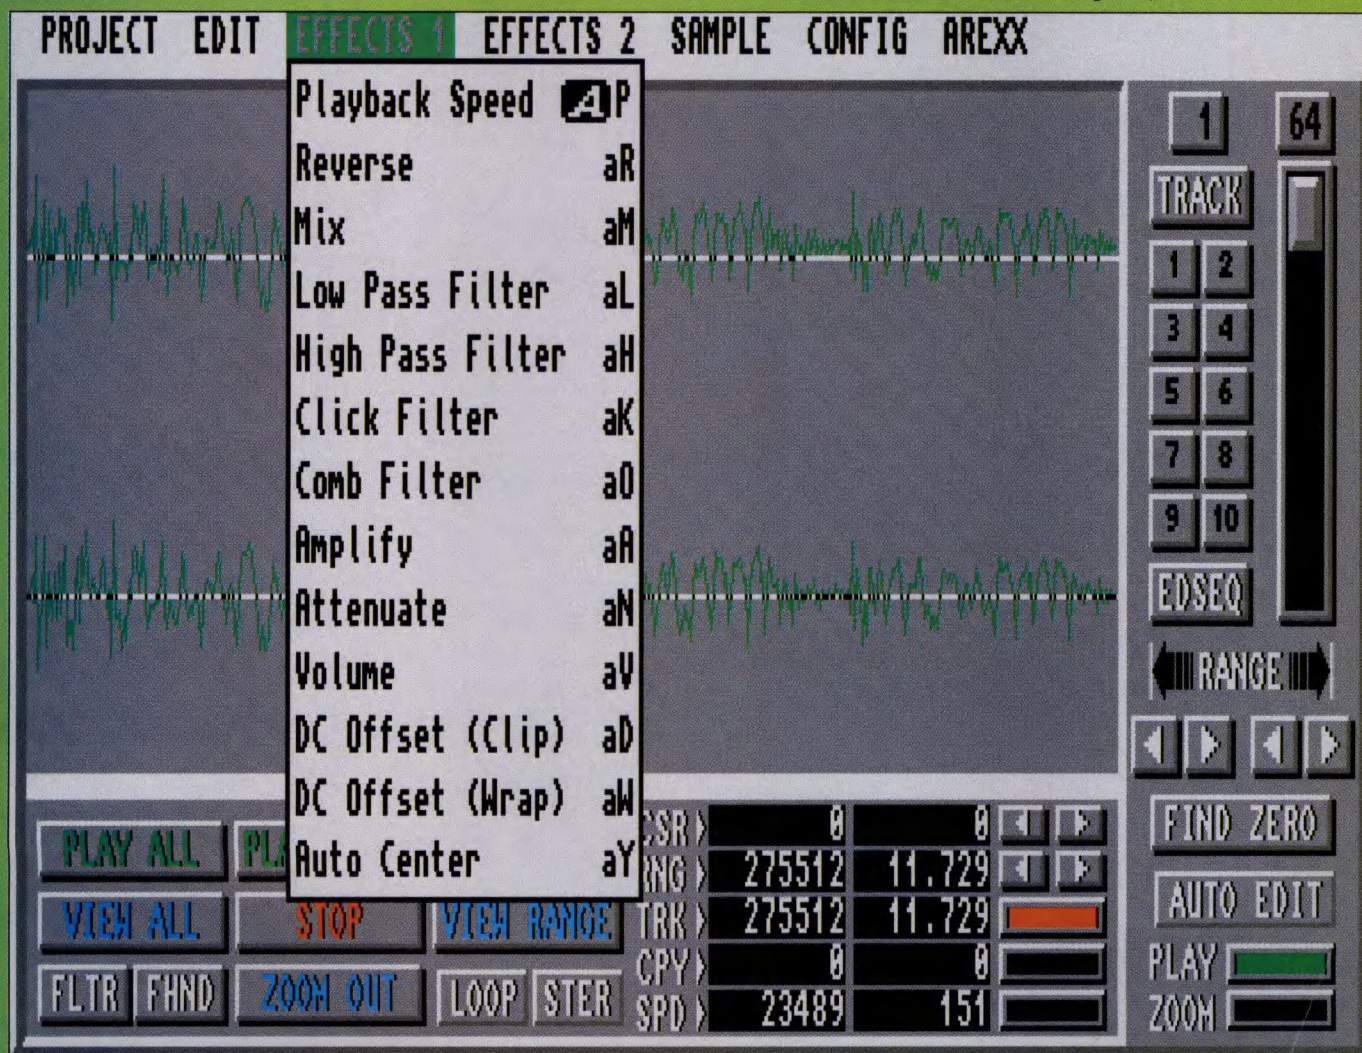 PROJECT EDIT EFFECTS 1 EFFECTS 2 SAMPLE CONFIG AREXX
Playback Speed AP
Reverse aR
Mix aM
Low Pass Filter aL
High Pass Filter aH
Click Filter aK
Comb Filter aO
Amplify aA
Attenuate aN
Volume aV
DC Offset (Clip) aD
DC Offset (Wrap) aW
Auto Center aY
1 64
TRACK
1 2
3 4
5 6
7 8
9 10
EDSEQ
RANGE
FIND ZERO
AUTO EDIT
PLAY
ZOOM
PLAY ALL
VIEW ALL STOP VIEW RANGE
FLTR FHND ZOOM OUT LOOP STER
CSR 0 0
RNG 275512 11.729
TRK 275512 11.729
CPY 0 0
SPD 23489 151